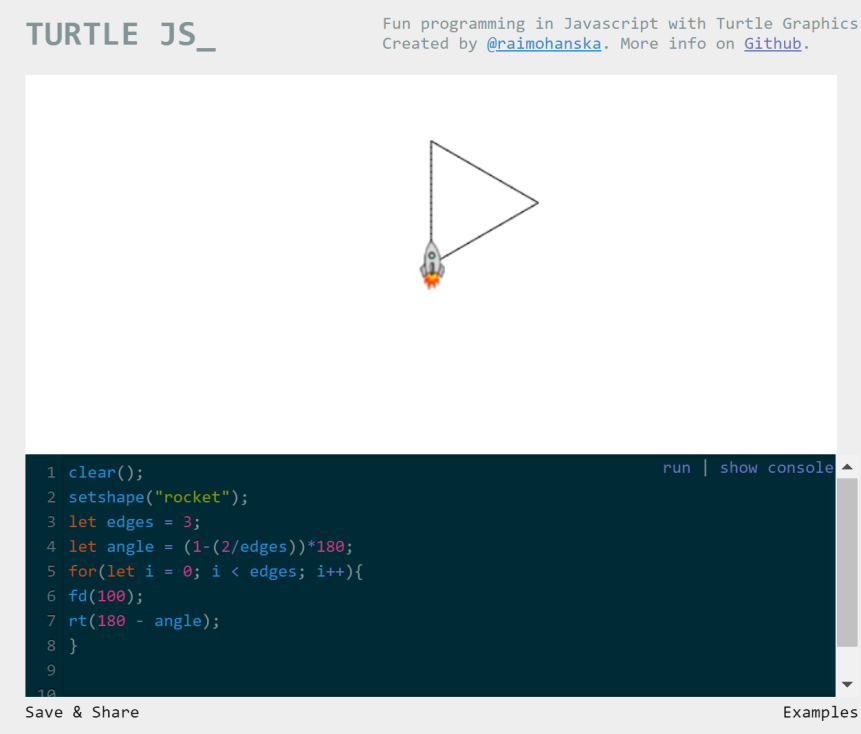 TURTLE JS_
Fun programming in Javascript with Turtle Graphics
Created by @raimohanska. More info on Github.
run | show console
1 clear();
2 setshape("rocket");
3 let edges = 3;
4 let angle = (1-(2/edges))*180;
5 for(let i = 0; i < edges; i++){
6 fd(100);
7 rt(180 - angle);
8 }
9
10
Save & Share
Examples